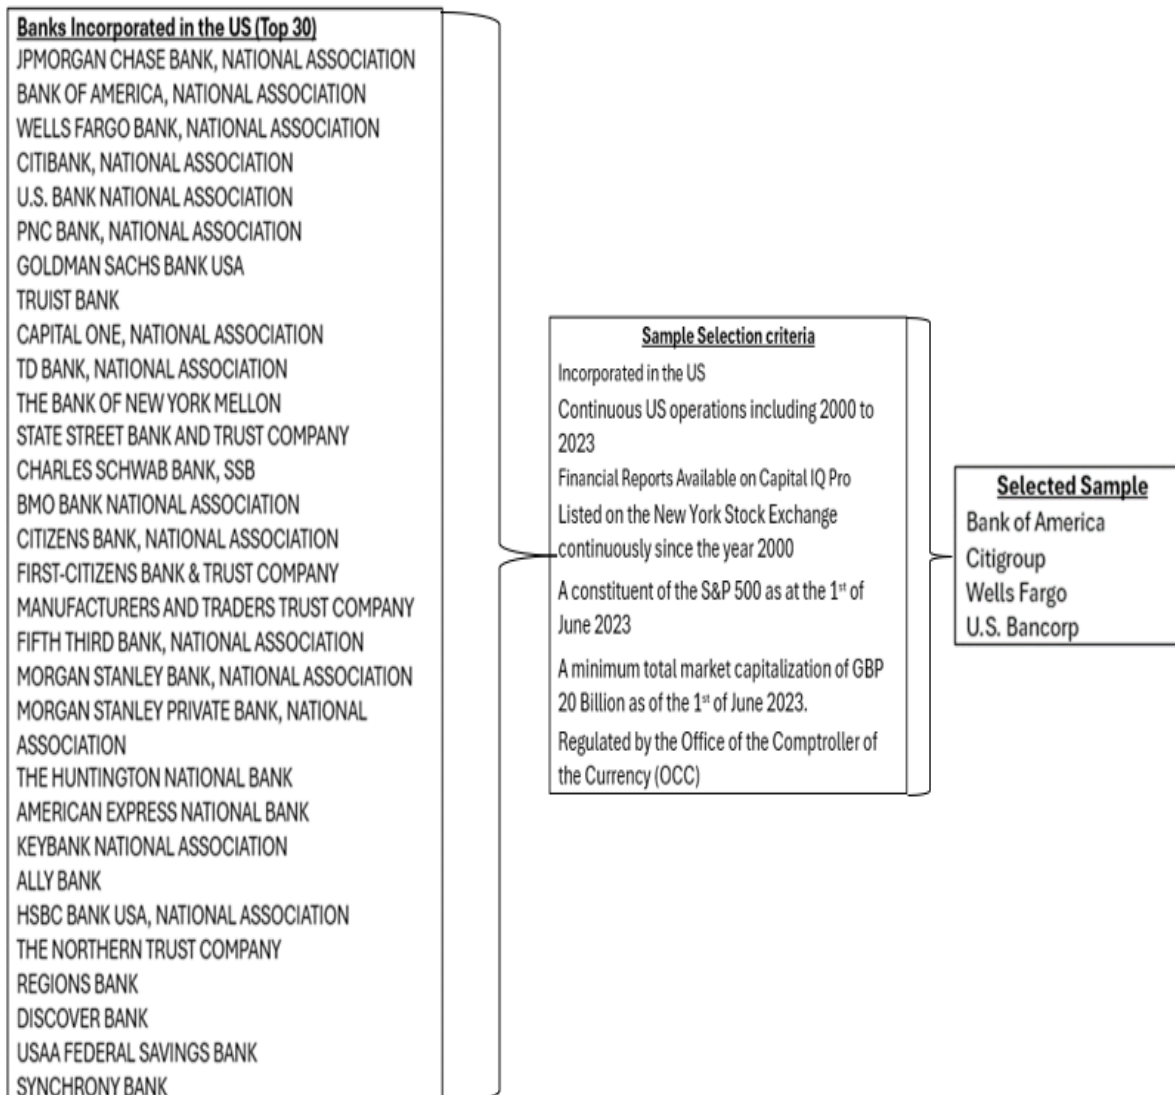 Banks Incorporated in the US (Top 30)
JPMORGAN CHASE BANK, NATIONAL ASSOCIATION
BANK OF AMERICA, NATIONAL ASSOCIATION
WELLS FARGO BANK, NATIONAL ASSOCIATION
CITIBANK, NATIONAL ASSOCIATION
U.S. BANK NATIONAL ASSOCIATION
PNC BANK, NATIONAL ASSOCIATION
GOLDMAN SACHS BANK USA
TRUIST BANK
CAPITAL ONE, NATIONAL ASSOCIATION
TD BANK, NATIONAL ASSOCIATION
THE BANK OF NEW YORK MELLON
STATE STREET BANK AND TRUST COMPANY
CHARLES SCHWAB BANK, SSB
BMO BANK NATIONAL ASSOCIATION
CITIZENS BANK, NATIONAL ASSOCIATION
FIRST-CITIZENS BANK & TRUST COMPANY
MANUFACTURERS AND TRADERS TRUST COMPANY
FIFTH THIRD BANK, NATIONAL ASSOCIATION
MORGAN STANLEY BANK, NATIONAL ASSOCIATION
MORGAN STANLEY PRIVATE BANK, NATIONAL
ASSOCIATION
THE HUNTINGTON NATIONAL BANK
AMERICAN EXPRESS NATIONAL BANK
KEYBANK NATIONAL ASSOCIATION
ALLY BANK
HSBC BANK USA, NATIONAL ASSOCIATION
THE NORTHERN TRUST COMPANY
REGIONS BANK
DISCOVER BANK
USAA FEDERAL SAVINGS BANK
SYNCHRONY BANK
Sample Selection criteria
Incorporated in the US
Continuous US operations including 2000 to
2023
Financial Reports Available on Capital IQ Pro
Listed on the New York Stock Exchange
continuously since the year 2000
A constituent of the S&P 500 as at the 1st of
June 2023
A minimum total market capitalization of GBP
20 Billion as of the 1st of June 2023.
Regulated by the Office of the Comptroller of
the Currency (OCC)
Selected Sample
Bank of America
Citigroup
Wells Fargo
U.S. Bancorp